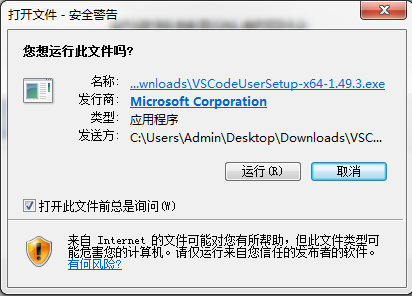 打开文件 - 安全警告
您想运行此文件吗?
名称: ...wnloads\VSCodeUserSetup-x64-1.49.3.exe
发行商: Microsoft Corporation
类型: 应用程序
发送方: C:\Users\Admin\Desktop\Downloads\VSC...
运行(R) 取消
打开此文件前总是询问(W)
来自 Internet 的文件可能对您有所帮助，但此文件类型可
能危害您的计算机。请仅运行来自您信任的发布者的软件。
有何风险?